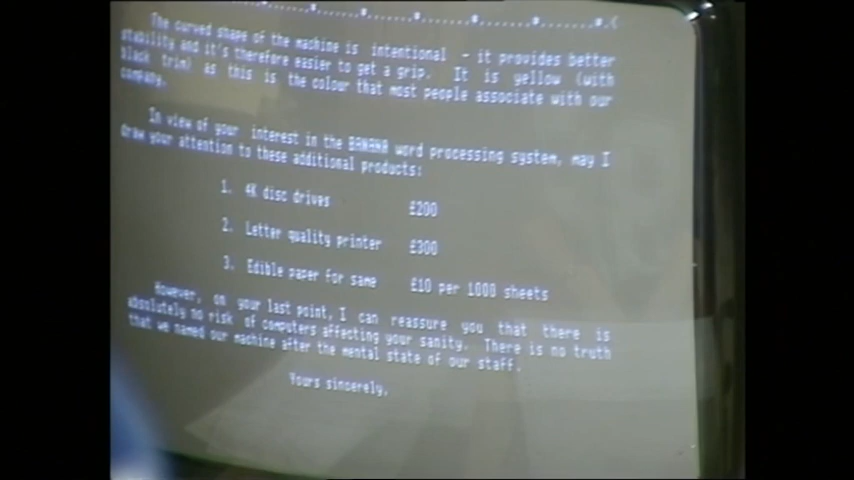 The curved shape of the machine is intentional - it provides better
stability and it's therefore easier to get a grip. It is yellow (with
black trim) as this is the colour that most people associate with our
company.
In view of your interest in the BANANA word processing system, may I
draw your attention to these additional products:
1. 4K disc drives £200
2. Letter quality printer £300
3. Edible paper for same £10 per 1000 sheets
However, on your last point, I can reassure you that there is
absolutely no risk of computers affecting your sanity. There is no truth
that we named our machine after the mental state of our staff.
Yours sincerely,